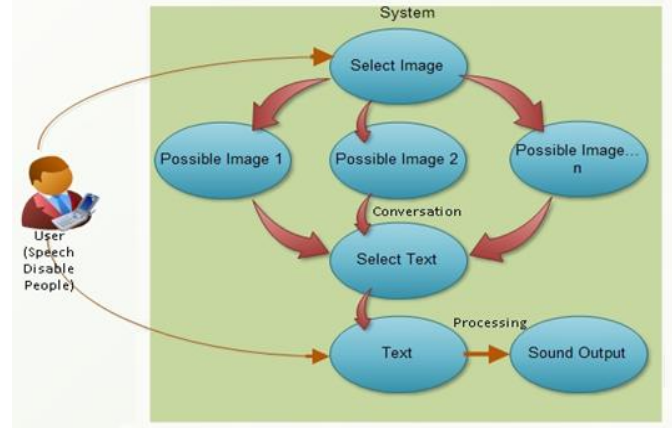 System
Select Image
Possible Image 1
Possible Image 2
Possible Image...
n
Conversation
User
(Speech
Disable
People)
Select Text
Processing
Text
Sound Output